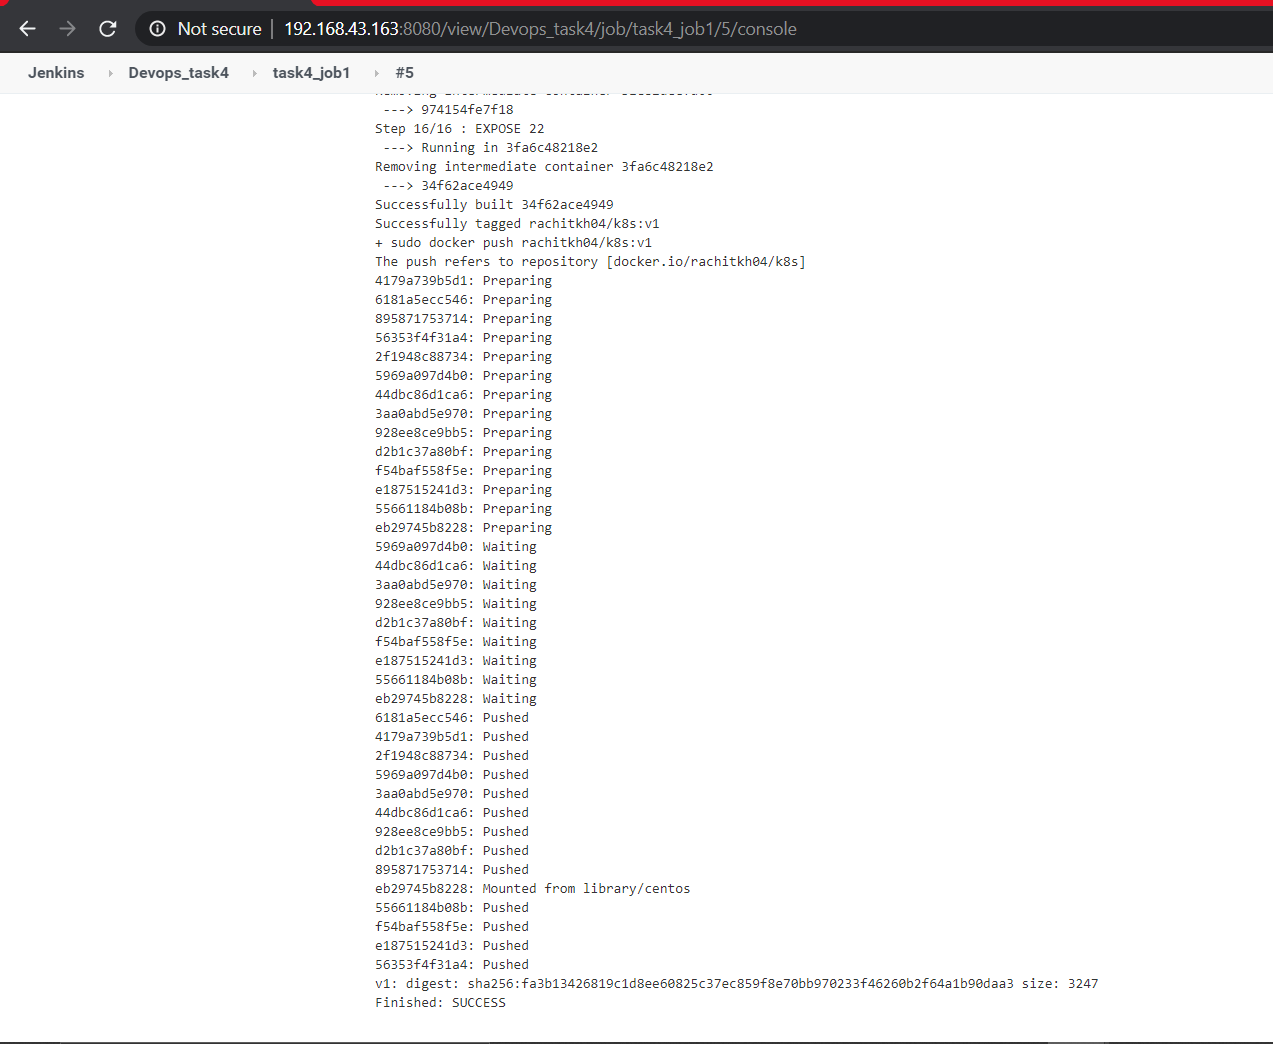 Not secure 192.168.43.163:8080/view/Devops_task4/job/task4_job1/5/console
Jenkins Devops_task4 task4_job1 #5
---> 974154fe7f18
Step 16/16 : EXPOSE 22
---> Running in 3fa6c48218e2
Removing intermediate container 3fa6c48218e2
---> 34f62ace4949
Successfully built 34f62ace4949
Successfully tagged rachitkh04/k8s:v1
+ sudo docker push rachitkh04/k8s:v1
The push refers to repository [docker.io/rachitkh04/k8s]
4179a739b5d1: Preparing
6181a5ecc546: Preparing
895871753714: Preparing
56353f4f31a4: Preparing
2f1948c88734: Preparing
5969a097d4b0: Preparing
44dbc86d1ca6: Preparing
3aa0abd5e970: Preparing
928ee8ce9bb5: Preparing
d2b1c37a80bf: Preparing
f54baf558f5e: Preparing
e187515241d3: Preparing
55661184b08b: Preparing
eb29745b8228: Preparing
5969a097d4b0: Waiting
44dbc86d1ca6: Waiting
3aa0abd5e970: Waiting
928ee8ce9bb5: Waiting
d2b1c37a80bf: Waiting
f54baf558f5e: Waiting
e187515241d3: Waiting
55661184b08b: Waiting
eb29745b8228: Waiting
6181a5ecc546: Pushed
4179a739b5d1: Pushed
2f1948c88734: Pushed
5969a097d4b0: Pushed
3aa0abd5e970: Pushed
44dbc86d1ca6: Pushed
928ee8ce9bb5: Pushed
d2b1c37a80bf: Pushed
895871753714: Pushed
eb29745b8228: Mounted from library/centos
55661184b08b: Pushed
f54baf558f5e: Pushed
e187515241d3: Pushed
56353f4f31a4: Pushed
v1: digest: sha256:fa3b13426819c1d8ee60825c37ec859f8e70bb970233f46260b2f64a1b90daa3 size: 3247
Finished: SUCCESS